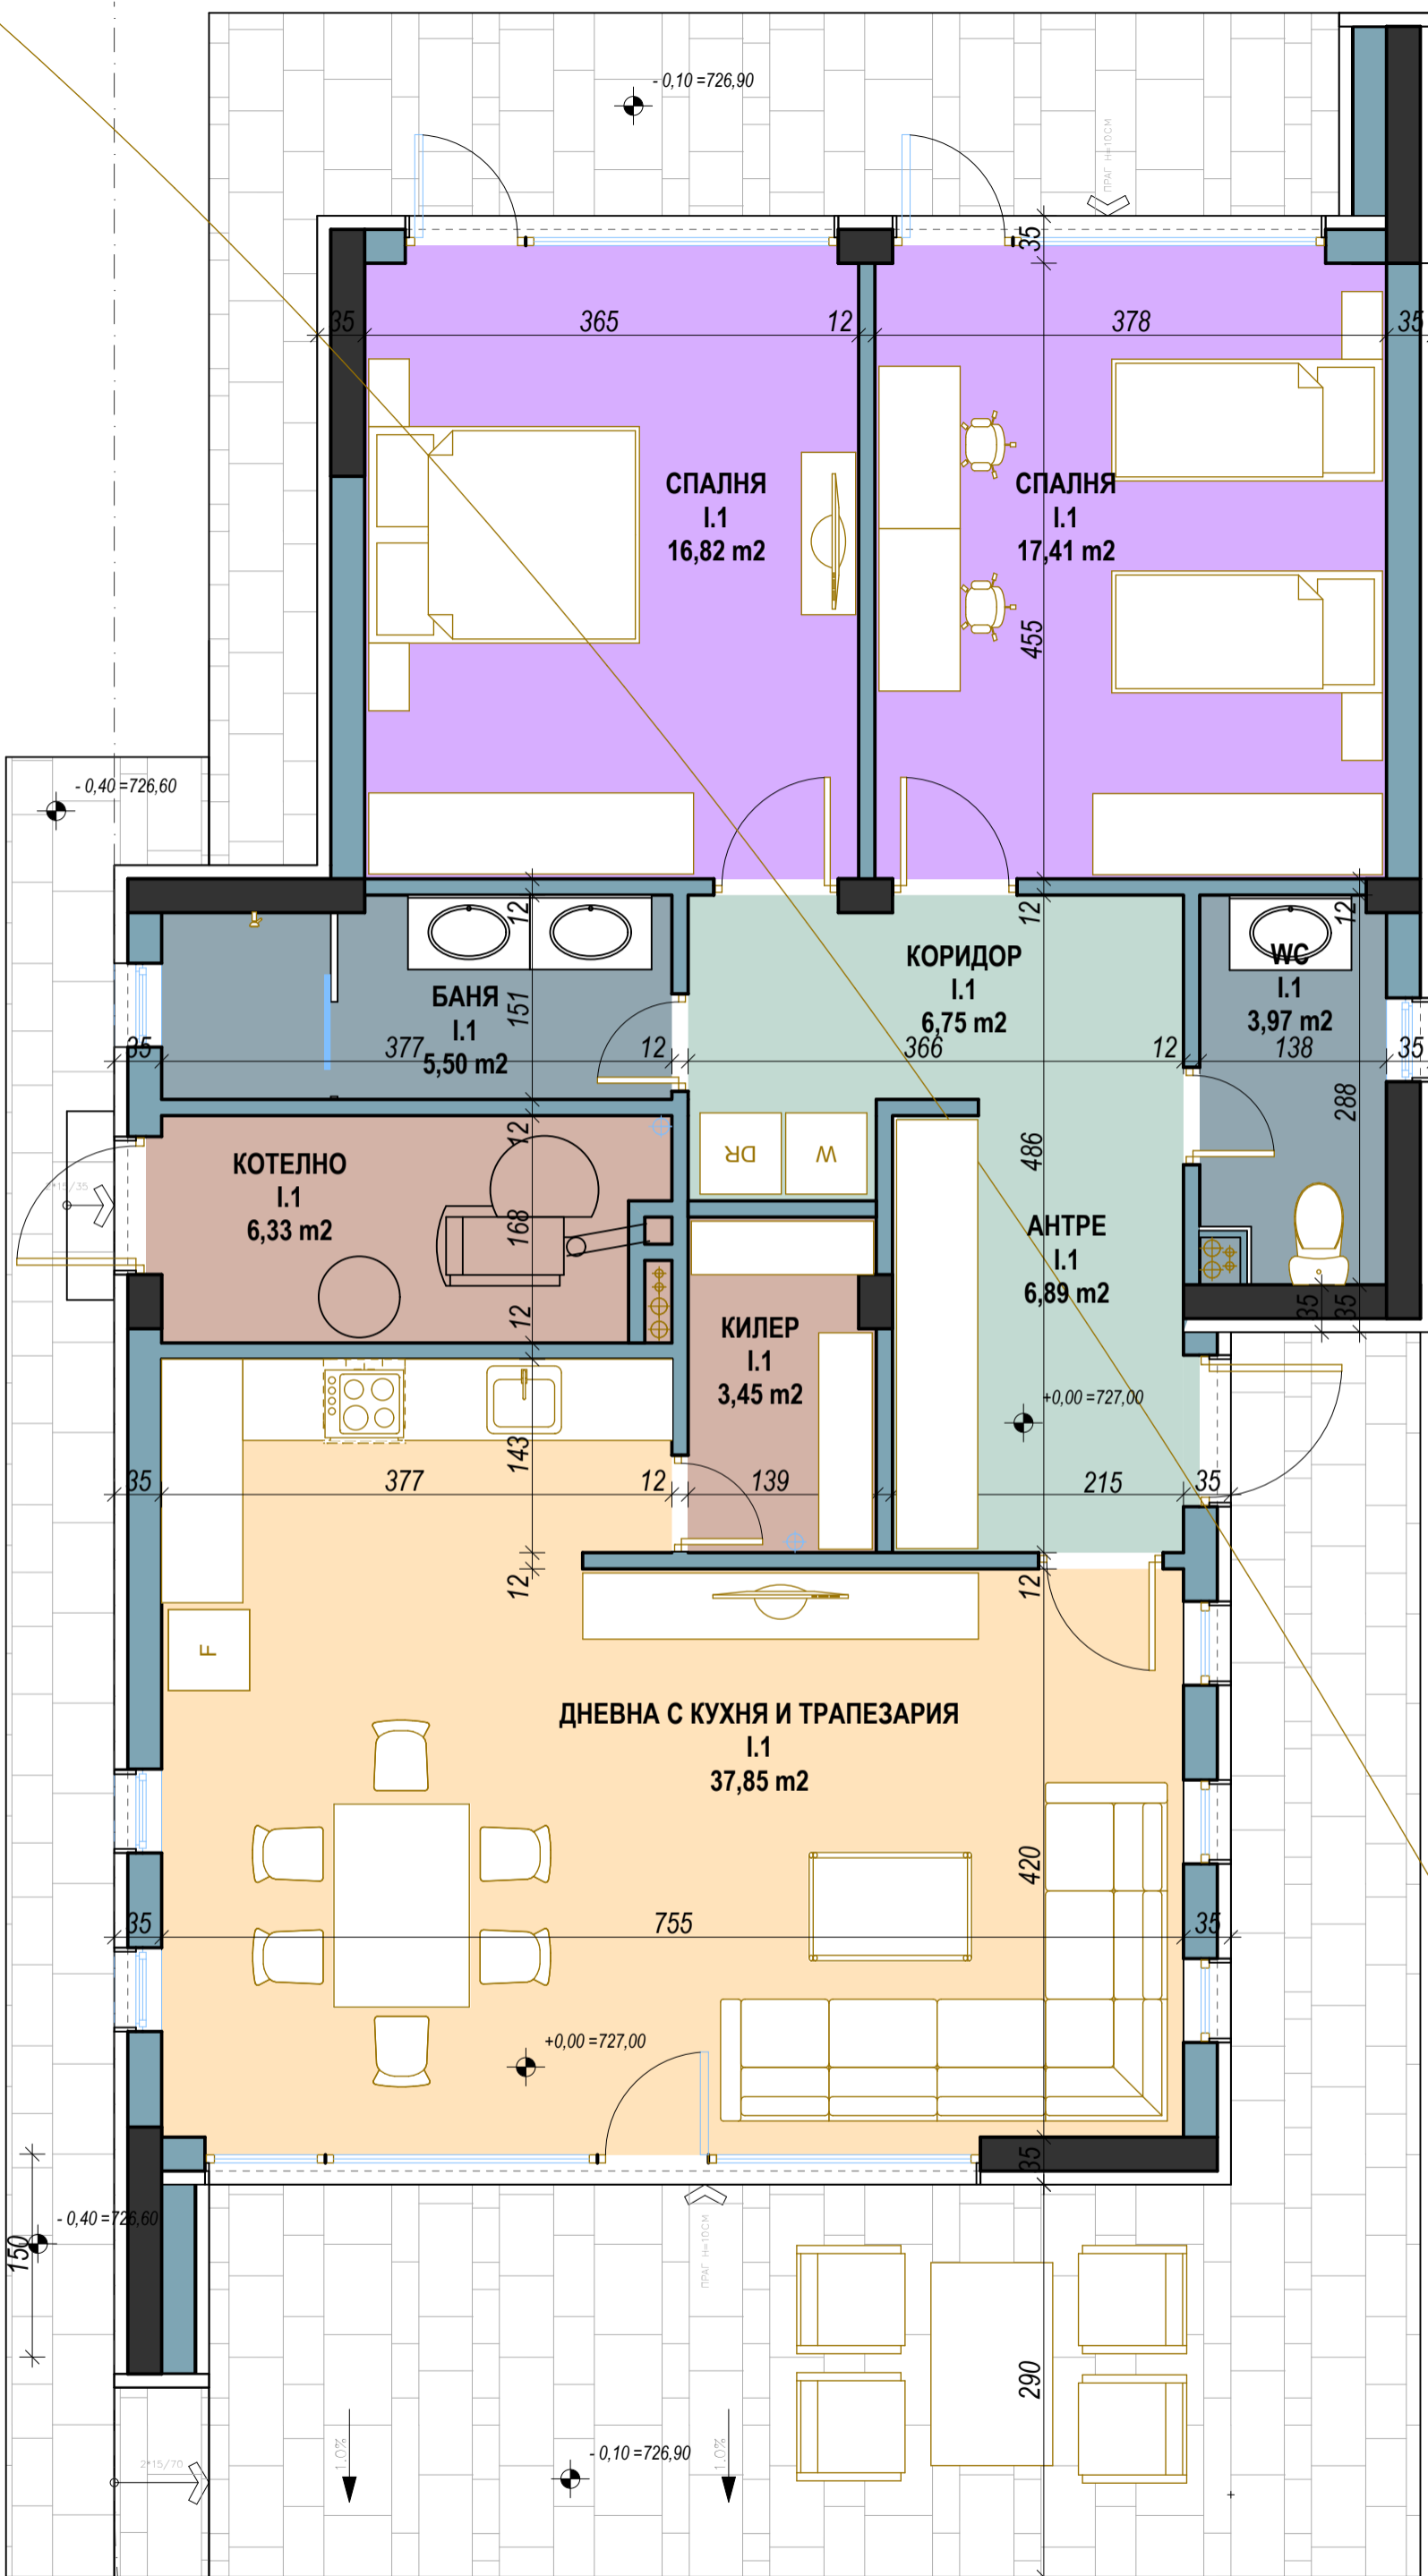 - 0,10 =726,90
ПРАГ Н=10СМ
35
35
365
12
378
35
СПАЛНЯ
I.1
16,82 m2
СПАЛНЯ
I.1
17,41 m2
455
- 0,40 =726,60
12
12
12
БАНЯ
I.1
5,50 m2
151
КОРИДОР
I.1
6,75 m2
WC
I.1
3,97 m2
35
377
12
366
12
138
35
288
12
DR
W
486
КОТЕЛНО
I.1
6,33 m2
2*15/35
168
АНТРЕ
I.1
6,89 m2
12
35
35
КИЛЕР
I.1
3,45 m2
+0,00 =727,00
143
35
377
12
139
215
35
12
12
F
ДНЕВНА С КУХНЯ И ТРАПЕЗАРИЯ
I.1
37,85 m2
420
35
755
35
+0,00 =727,00
35
- 0,40 =726,60
150
ПРАГ Н=10СМ
290
1.0%
1.0%
- 0,10 =726,90
2*15/70